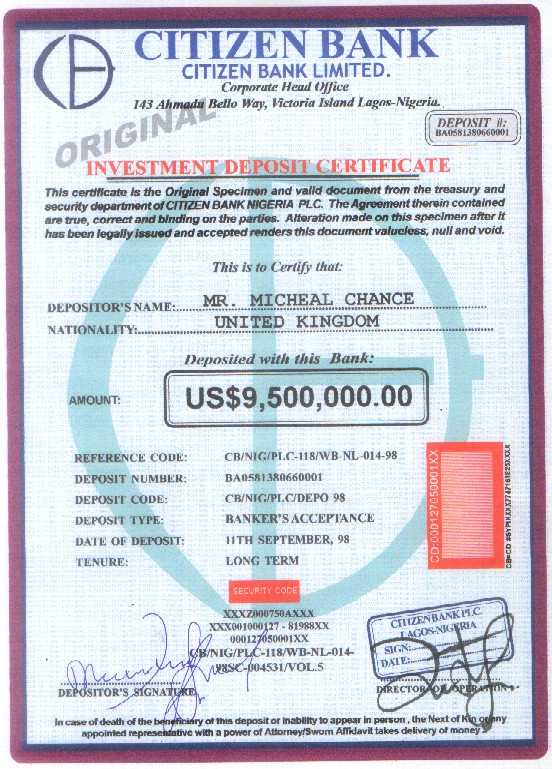 CITIZEN BANK
CITIZEN BANK LIMITED.
Corporate Head Office
143 Ahmadu Bello Way, Victoria Island Lagos-Nigeria.
ORIGINAL
DEPOSIT #:
BA0581380660001
INVESTMENT DEPOSIT CERTIFICATE
This certificate is the Original Specimen and valid document from the treasury and
security department of CITIZEN BANK NIGERIA PLC. The Agreement therein contained
are true, correct and binding on the parties. Alteration made on this specimen after it
has been legally issued and accepted renders this document valueless, null and void.
This is to Certify that:
DEPOSITOR'S NAME: MR. MICHEAL CHANCE
NATIONALITY: UNITED KINGDOM
Deposited with this Bank:
AMOUNT: US$9,500,000.00
REFERENCE CODE: CB/NIG/PLC-118/WB-NL-014-98
DEPOSIT NUMBER: BA0581380660001
DEPOSIT CODE: CB/NIG/PLC/DEPO 98
DEPOSIT TYPE: BANKER'S ACCEPTANCE
DATE OF DEPOSIT: 11TH SEPTEMBER, 98
TENURE: LONG TERM
CD:000127050001XX
SECURITY CODE
XXXZ000750AXXX
XXX001000127 - 81988XX
000127050001XX
CB/NIG/PLC-118/WB-NL-014-
98SC-004531/VOL.5
CITIZEN BANK PLC.
LAGOS-NIGERIA
SIGN:
DATE:
DEPOSITOR'S SIGNATURE
DIRECTOR OF OPERATION
In case of death of the beneficiary of this deposit or inability to appear in person, the Next of Kin or any
appointed representative with a power of Attorney/Sworn Affidavit takes delivery of money